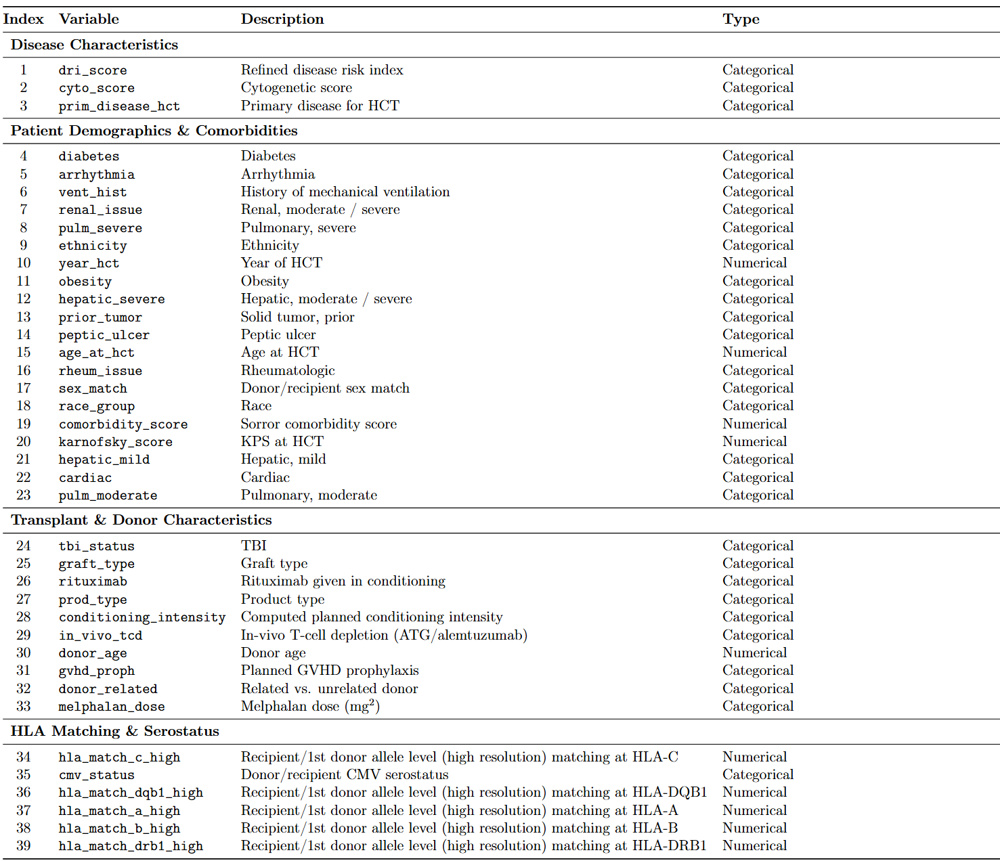 Index Variable Description Type
Disease Characteristics
1 dri_score Refined disease risk index Categorical
2 cyto_score Cytogenetic score Categorical
3 prim_disease_hct Primary disease for HCT Categorical
Patient Demographics & Comorbidities
4 diabetes Diabetes Categorical
5 arrhythmia Arrhythmia Categorical
6 vent_hist History of mechanical ventilation Categorical
7 renal_issue Renal, moderate / severe Categorical
8 pulm_severe Pulmonary, severe Categorical
9 ethnicity Ethnicity Categorical
10 year_hct Year of HCT Numerical
11 obesity Obesity Categorical
12 hepatic_severe Hepatic, moderate / severe Categorical
13 prior_tumor Solid tumor, prior Categorical
14 peptic_ulcer Peptic ulcer Categorical
15 age_at_hct Age at HCT Numerical
16 rheum_issue Rheumatologic Categorical
17 sex_match Donor/recipient sex match Categorical
18 race_group Race Categorical
19 comorbidity_score Sorror comorbidity score Numerical
20 karnofsky_score KPS at HCT Numerical
21 hepatic_mild Hepatic, mild Categorical
22 cardiac Cardiac Categorical
23 pulm_moderate Pulmonary, moderate Categorical
Transplant & Donor Characteristics
24 tbi_status TBI Categorical
25 graft_type Graft type Categorical
26 rituximab Rituximab given in conditioning Categorical
27 prod_type Product type Categorical
28 conditioning_intensity Computed planned conditioning intensity Categorical
29 in_vivo_tcd In-vivo T-cell depletion (ATG/alemtuzumab) Categorical
30 donor_age Donor age Numerical
31 gvhd_proph Planned GVHD prophylaxis Categorical
32 donor_related Related vs. unrelated donor Categorical
33 melphalan_dose Melphalan dose (mg²) Categorical
HLA Matching & Serostatus
34 hla_match_c_high Recipient/1st donor allele level (high resolution) matching at HLA-C Numerical
35 cmv_status Donor/recipient CMV serostatus Categorical
36 hla_match_dqb1_high Recipient/1st donor allele level (high resolution) matching at HLA-DQB1 Numerical
37 hla_match_a_high Recipient/1st donor allele level (high resolution) matching at HLA-A Numerical
38 hla_match_b_high Recipient/1st donor allele level (high resolution) matching at HLA-B Numerical
39 hla_match_drb1_high Recipient/1st donor allele level (high resolution) matching at HLA-DRB1 Numerical